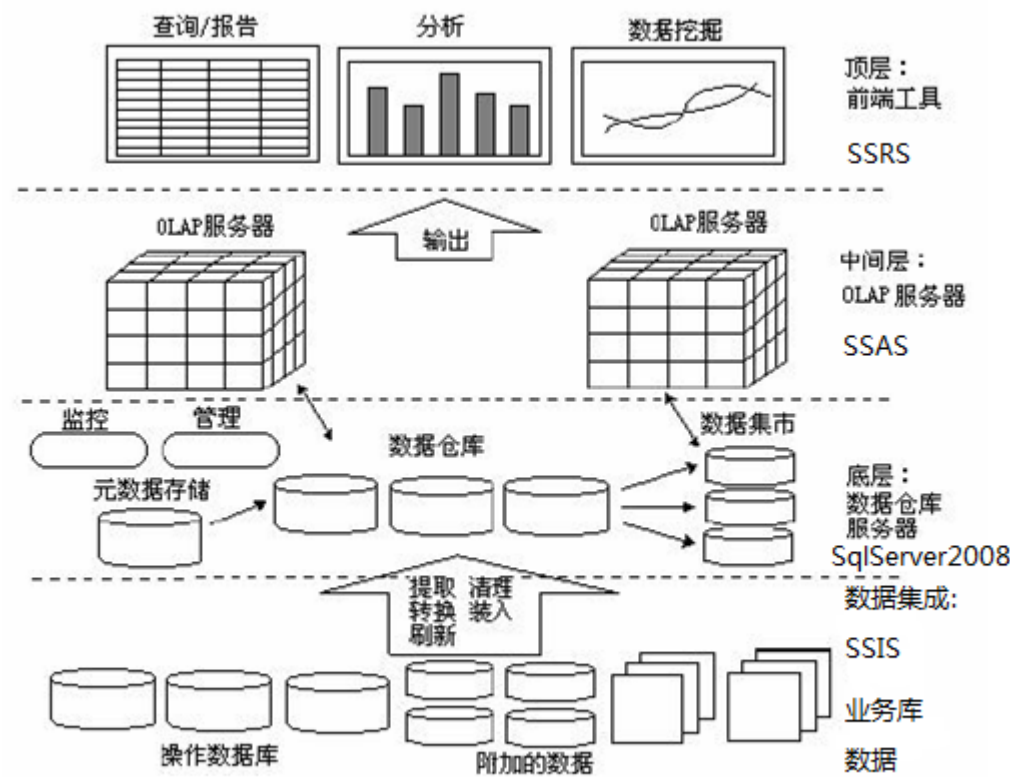 查询/报告
分析
数据挖掘
顶层：
前端工具
SSRS
OLAP服务器
输出
OLAP服务器
中间层：
OLAP 服务器
SSAS
监控
管理
数据仓库
数据集市
元数据存储
底层：
数据仓库
服务器
SqlServer2008
提取 清理
转换 装入
刷新
数据集成:
SSIS
业务库
数据
操作数据库
附加的数据